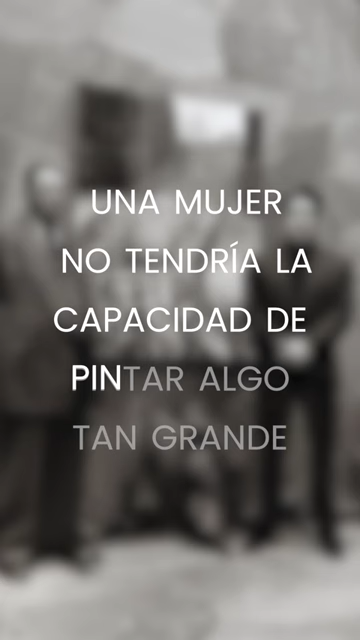 UNA MUJER
NO TENDRÍA LA
CAPACIDAD DE
PINTAR ALGO
TAN GRANDE